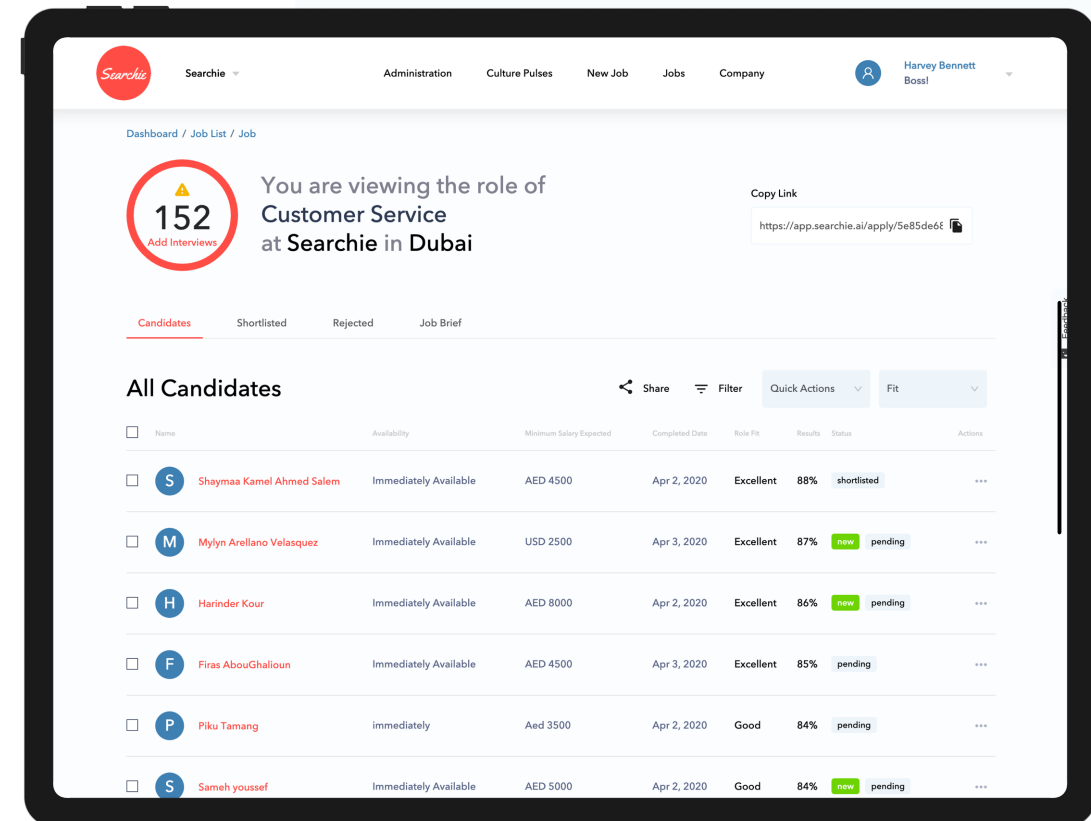 Searchie
Searchie
Administration
Culture Pulses
New Job
Jobs
Company
Harvey Bennett
Boss!
Dashboard / Job List / Job
152
Add Interviews
You are viewing the role of
Customer Service
at Searchie in Dubai
Copy Link
https://app.searchie.ai/apply/5e85de68
Feedback
Candidates
Shortlisted
Rejected
Job Brief
All Candidates
Share
Filter
Quick Actions
Fit
Name Availability Minimum Salary Expected Completed Date Role Fit Results Status Actions
S Shaymaa Kamel Ahmed Salem Immediately Available AED 4500 Apr 2, 2020 Excellent 88% shortlisted
M Mylyn Arellano Velasquez Immediately Available USD 2500 Apr 3, 2020 Excellent 87% new pending
H Harinder Kour Immediately Available AED 8000 Apr 2, 2020 Excellent 86% new pending
F Firas AbouGhalioun Immediately Available AED 4500 Apr 3, 2020 Excellent 85% pending
P Piku Tamang immediately Aed 3500 Apr 2, 2020 Good 84% pending
S Sameh youssef Immediately Available AED 5000 Apr 2, 2020 Good 84% new pending